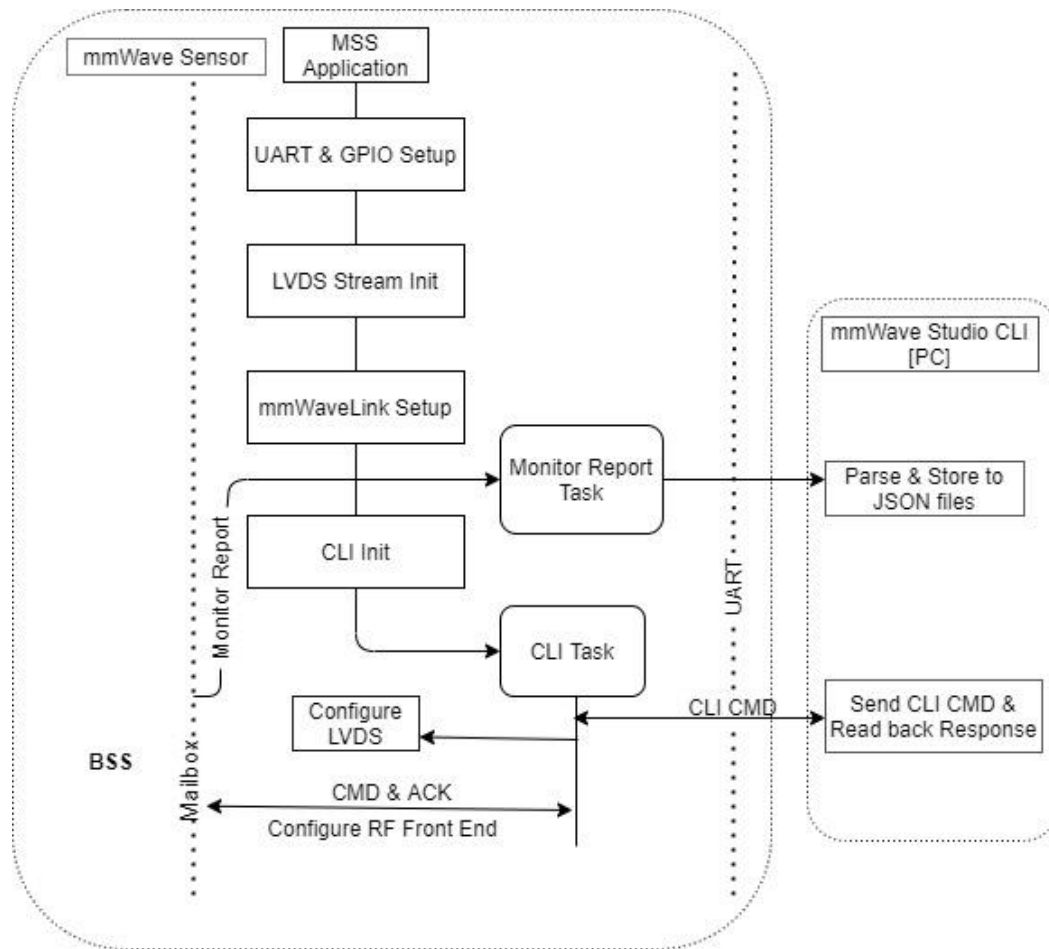 mmWave Sensor
MSS
Application
UART & GPIO Setup
LVDS Stream Init
mmWave Studio CLI
[PC]
mmWaveLink Setup
Monitor Report
Task
Parse & Store to
JSON files
CLI Init
Monitor Report
UART
CLI Task
Configure
LVDS
CLI CMD
Send CLI CMD &
Read back Response
BSS
Mailbox
CMD & ACK
Configure RF Front End